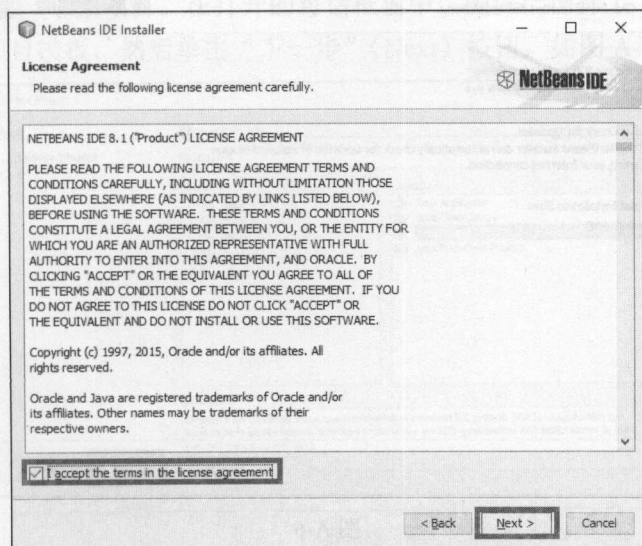 NetBeans IDE Installer
License Agreement
Please read the following license agreement carefully.
NetBeans IDE
NETBEANS IDE 8.1 ("Product") LICENSE AGREEMENT
PLEASE READ THE FOLLOWING LICENSE AGREEMENT TERMS AND
CONDITIONS CAREFULLY, INCLUDING WITHOUT LIMITATION THOSE
DISPLAYED ELSEWHERE (AS INDICATED BY LINKS LISTED BELOW),
BEFORE USING THE SOFTWARE. THESE TERMS AND CONDITIONS
CONSTITUTE A LEGAL AGREEMENT BETWEEN YOU, OR THE ENTITY FOR
WHICH YOU ARE AN AUTHORIZED REPRESENTATIVE WITH FULL
AUTHORITY TO ENTER INTO THIS AGREEMENT, AND ORACLE. BY
CLICKING "ACCEPT" OR THE EQUIVALENT YOU AGREE TO ALL OF
THE TERMS AND CONDITIONS OF THIS LICENSE AGREEMENT. IF YOU
DO NOT AGREE TO THIS LICENSE DO NOT CLICK "ACCEPT" OR
THE EQUIVALENT AND DO NOT INSTALL OR USE THIS SOFTWARE.
Copyright (c) 1997, 2015, Oracle and/or its affiliates. All
rights reserved.
Oracle and Java are registered trademarks of Oracle and/or
its affiliates. Other names may be trademarks of their
respective owners.
I accept the terms in the license agreement
< Back
Next >
Cancel